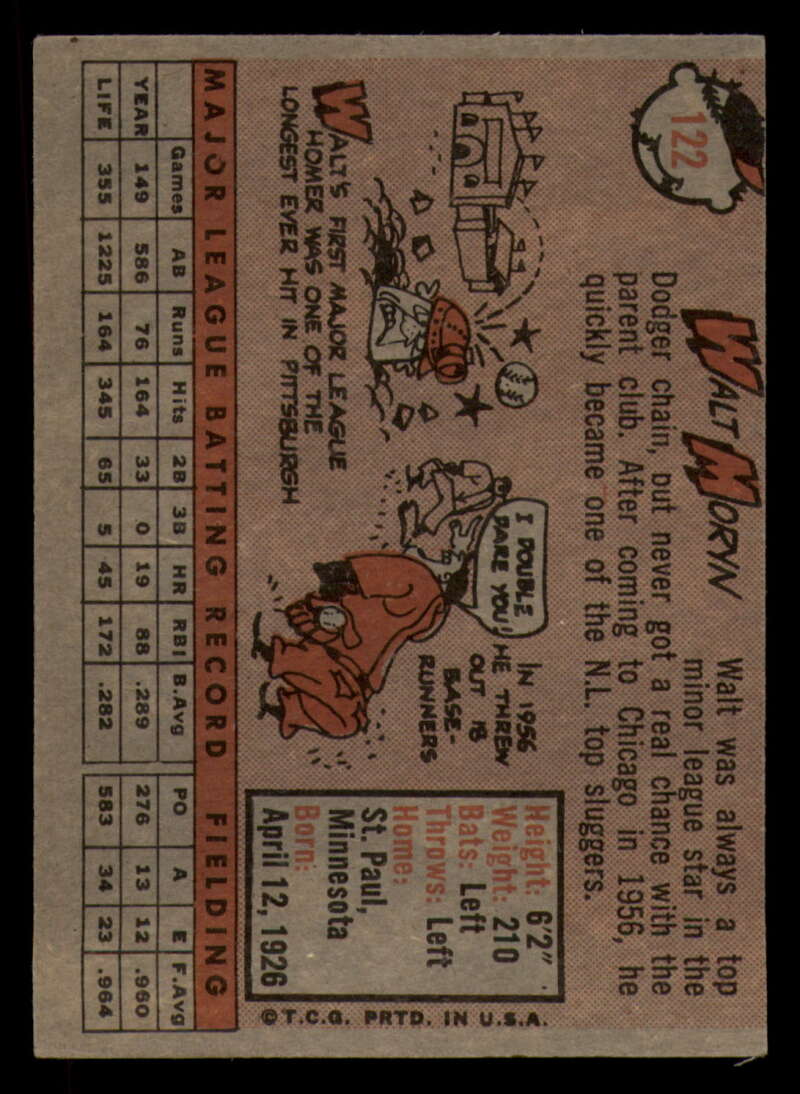 122
WALT MORYN
Walt was always a top
minor league star in the
Dodger chain, but never got a real chance with the
parent club. After coming to Chicago in 1956, he
quickly became one of the N.L. top sluggers.
WALT'S FIRST MAJOR LEAGUE
HOMER WAS ONE OF THE
LONGEST EVER HIT IN PITTSBURGH
I DOUBLE
DARE YOU!
IN 1956
HE THREW
OUT 18
BASE-
RUNNERS
Height: 6'2"
Weight: 210
Bats: Left
Throws: Left
Home:
St. Paul,
Minnesota
Born:
April 12, 1926
© T.C.G. PRTD. IN U.S.A.
MAJOR LEAGUE BATTING RECORD FIELDING
Games AB Runs Hits 2B 3B HR RBI B.Avg PO A E F.Avg
YEAR 149 586 76 164 33 0 19 88 .289 276 13 12 .960
LIFE 355 1225 164 345 65 5 45 172 .282 583 34 23 .964